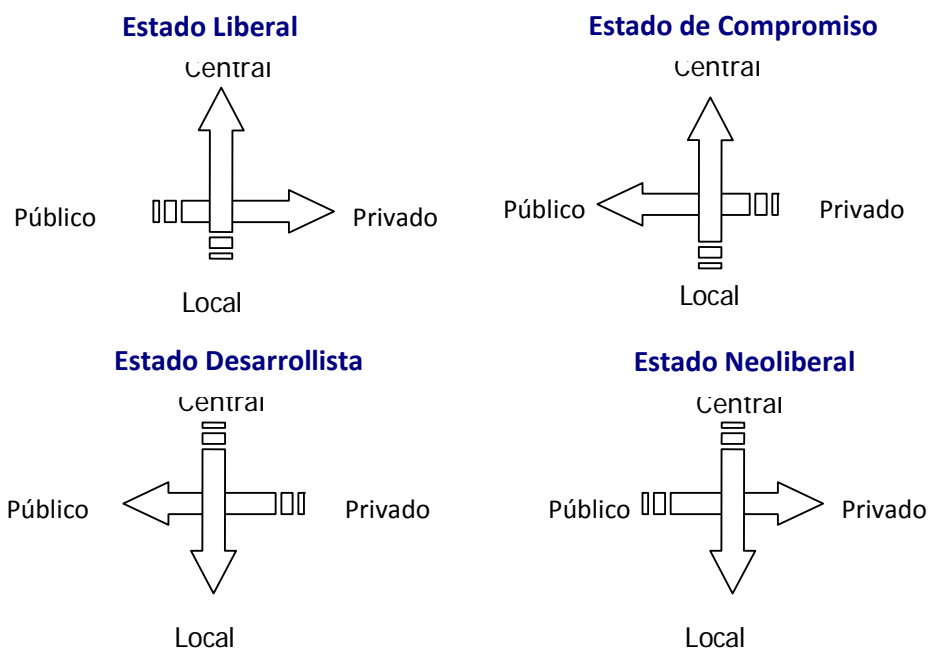 Estado Liberal
Estado de Compromiso
Central
Central
Público
Privado
Público
Privado
Local
Local
Estado Desarrollista
Estado Neoliberal
Central
Central
Público
Privado
Público
Privado
Local
Local